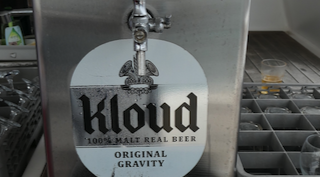 Kloud
100% MALT REAL BEER
ORIGINAL
GRAVITY